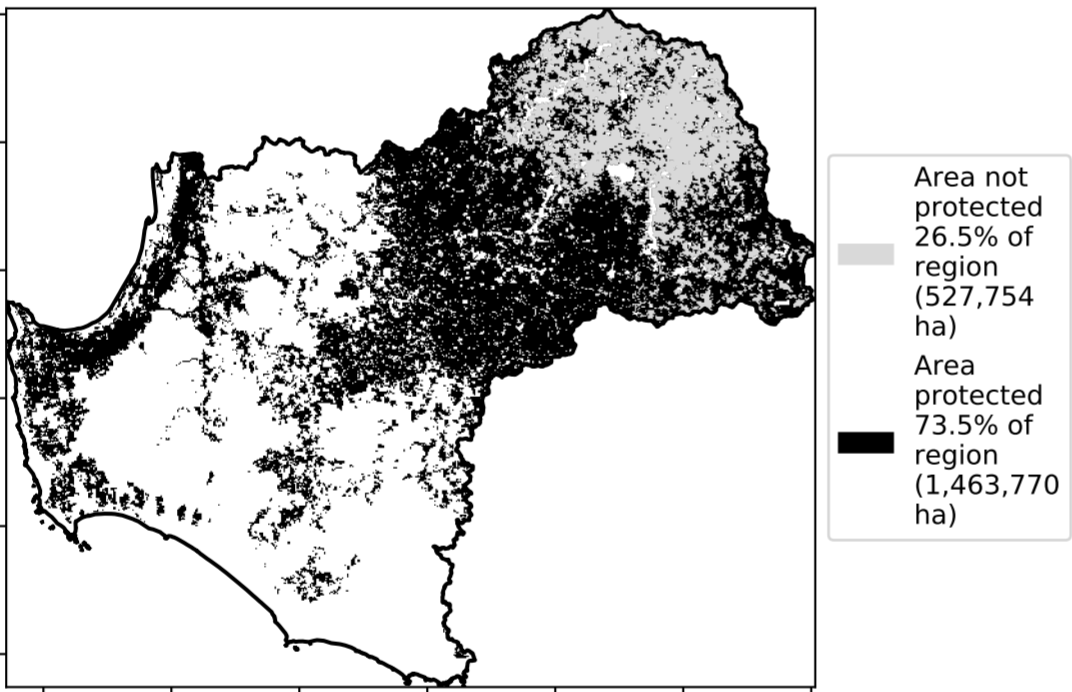 Area not
protected
26.5% of
region
(527,754
ha)
Area
protected
73.5% of
region
(1,463,770
ha)